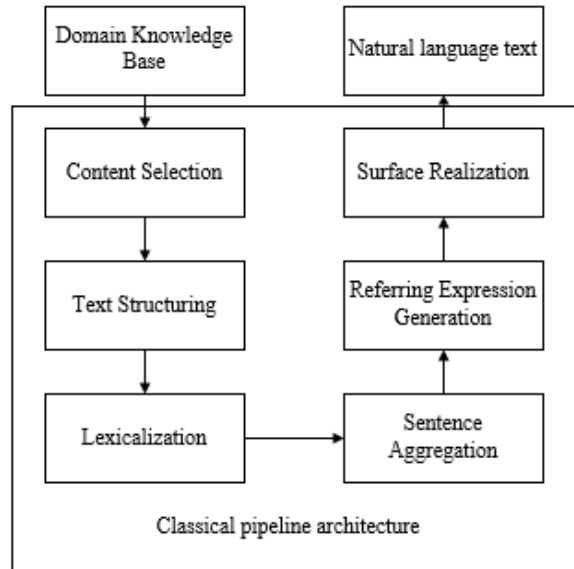 Domain Knowledge
Base
Content Selection
Text Structuring
Lexicalization
Sentence
Aggregation
Referring Expression
Generation
Surface Realization
Natural language text
Classical pipeline architecture